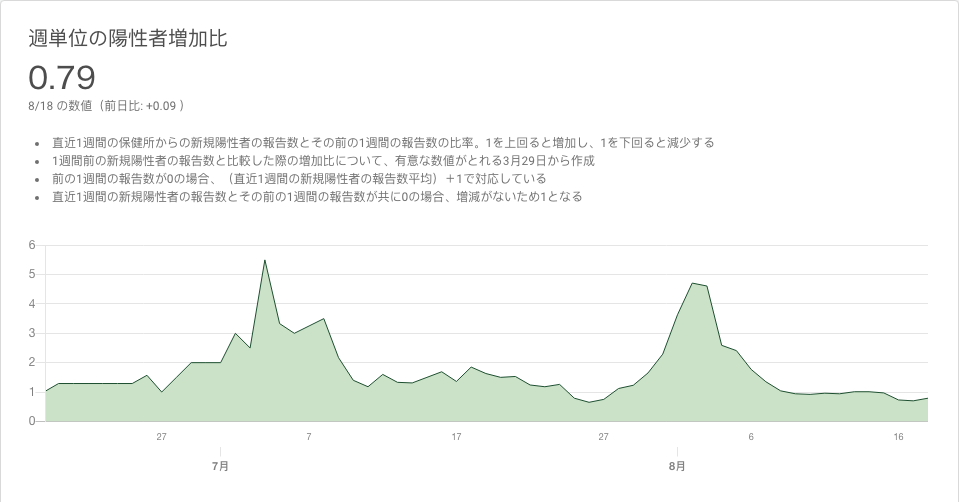 週単位の陽性者増加比
0.79
8/18 の数値（前日比: +0.09 ）
• 直近1週間の保健所からの新規陽性者の報告数とその前の1週間の報告数の比率。1を上回ると増加し、1を下回ると減少する
• 1週間前の新規陽性者の報告数と比較した際の増加比について、有意な数値がとれる3月29日から作成
• 前の1週間の報告数が0の場合、（直近1週間の新規陽性者の報告数平均）＋1で対応している
• 直近1週間の新規陽性者の報告数とその前の1週間の報告数が共に0の場合、増減がないため1となる
6
5
4
3
2
1
0
27 7 17 27 6 16
7月 8月